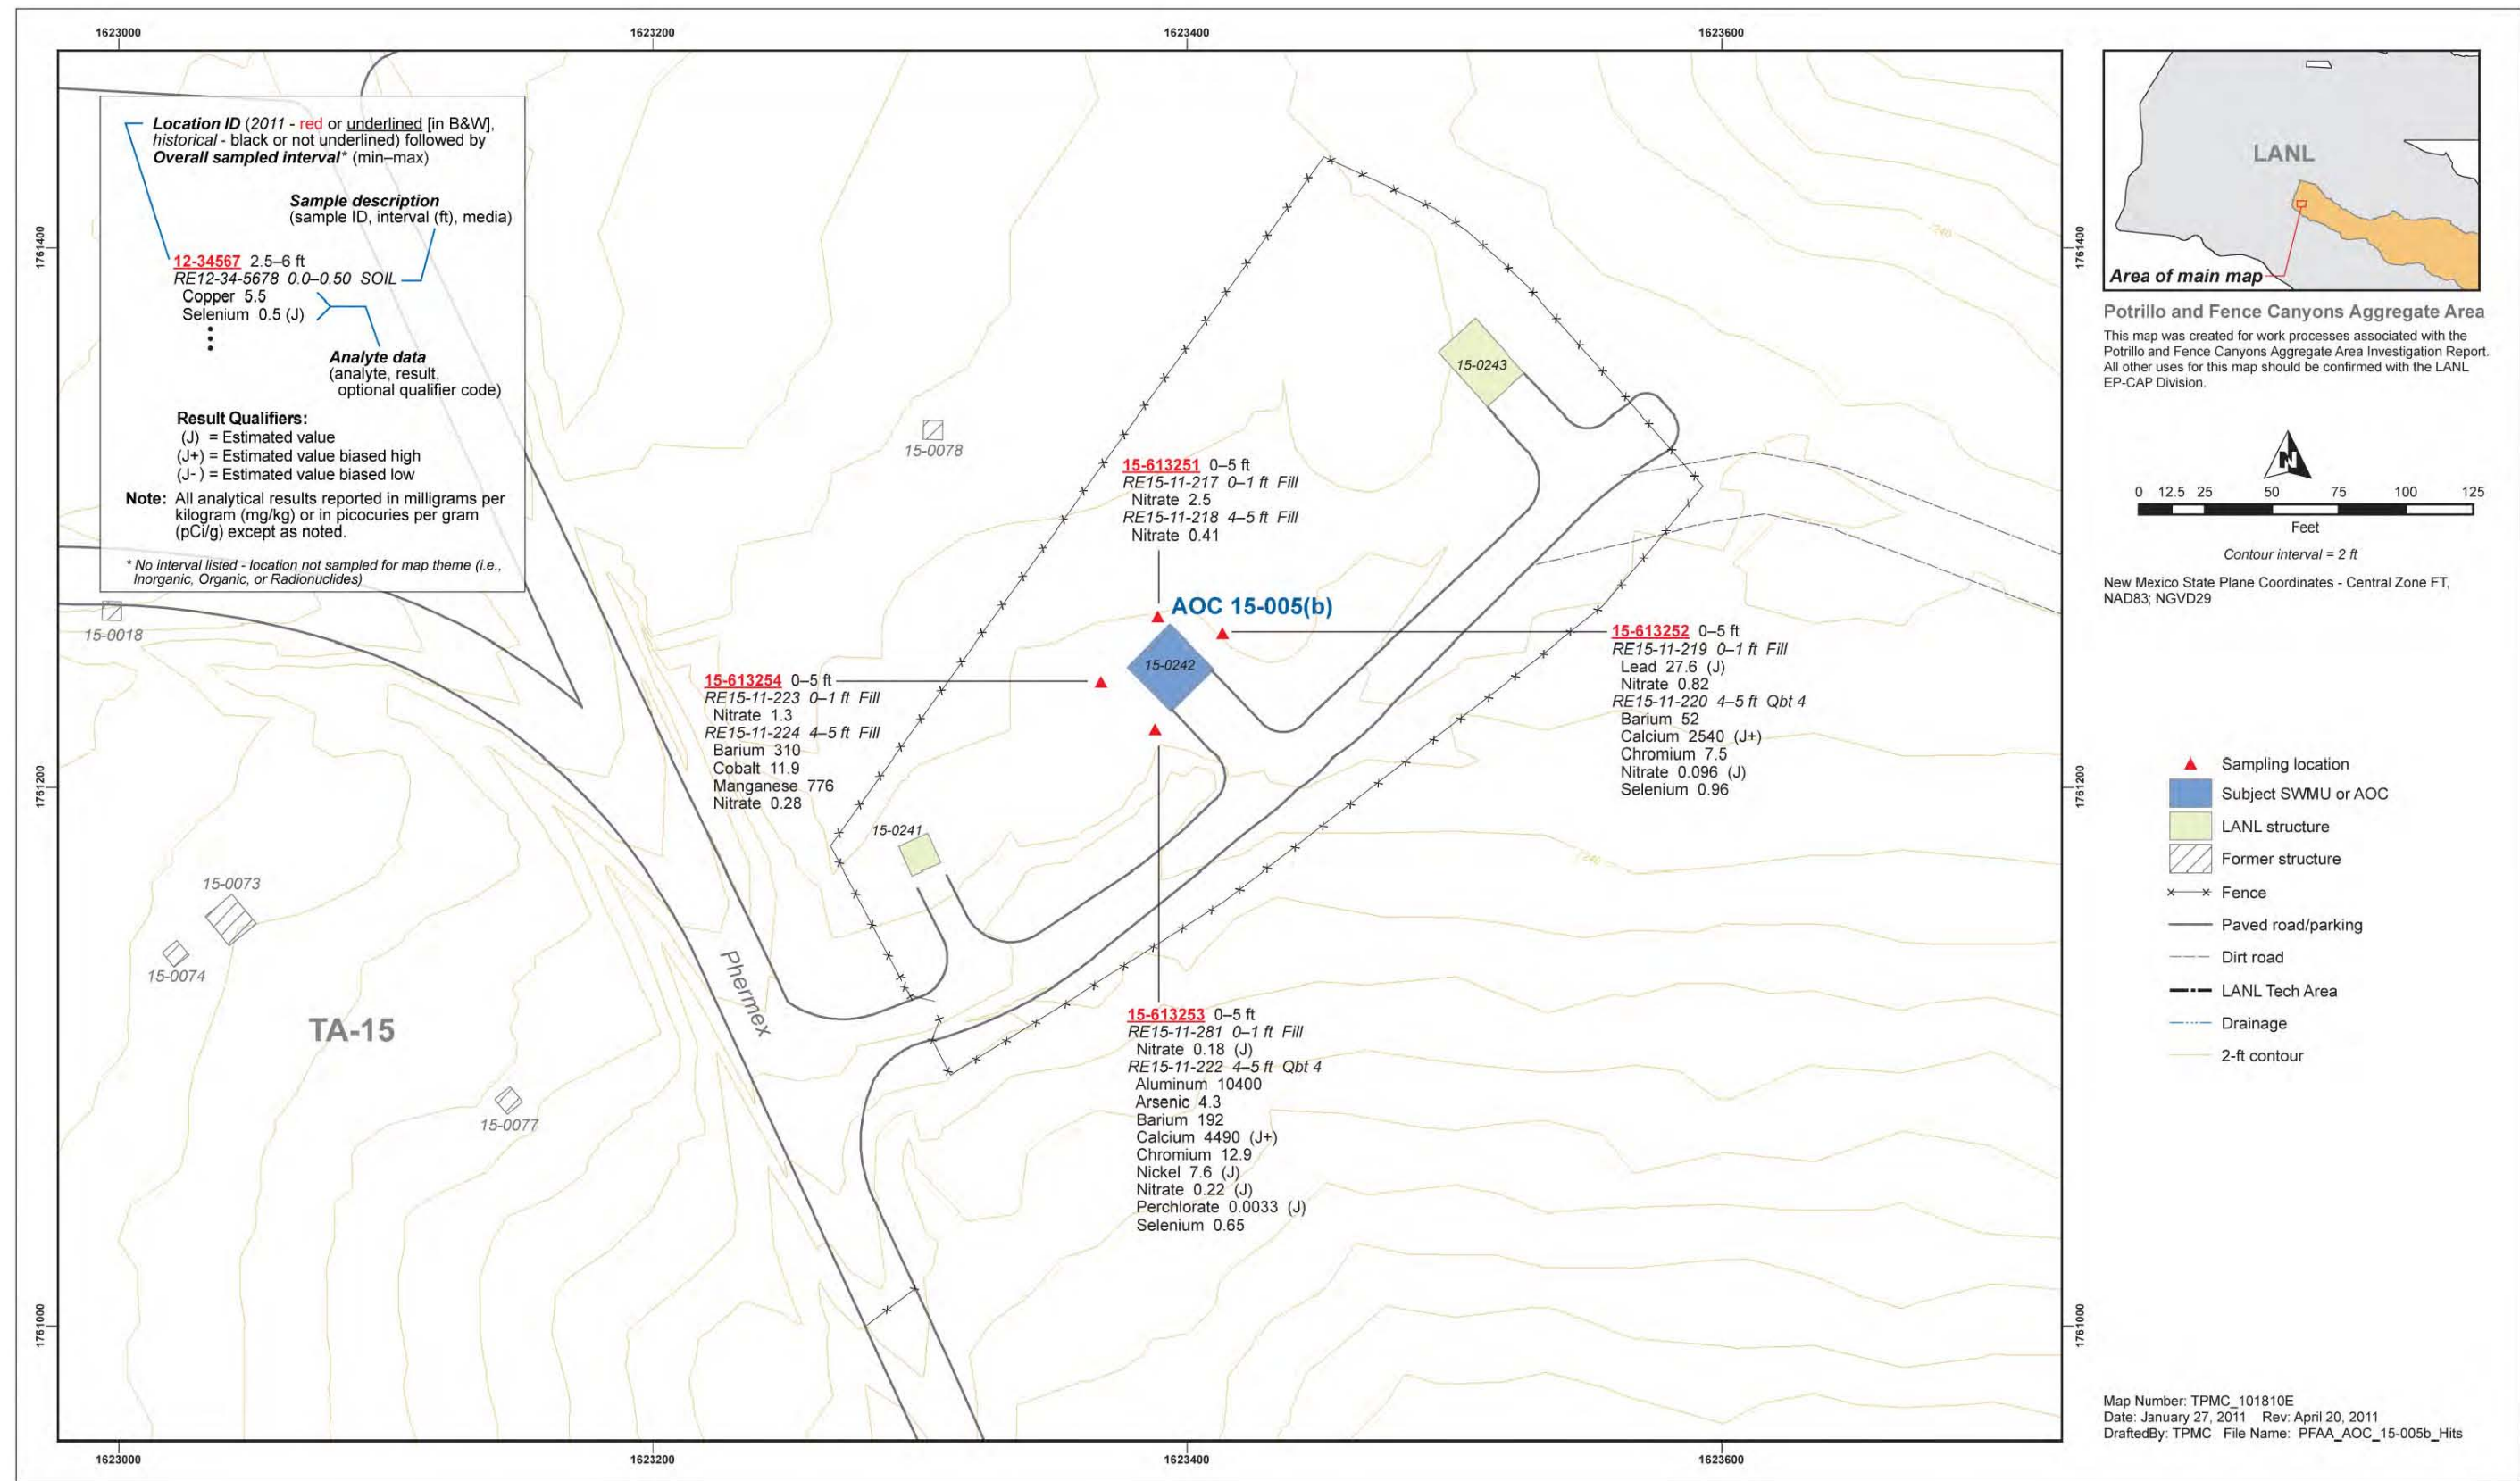 1623000
1623200
1623400
1623600
1761400
1761200
1761000
Location ID (2011 - red or underlined [in B&W],
historical - black or not underlined) followed by
Overall sampled interval* (min–max)
Sample description
(sample ID, interval (ft), media)
12-34567 2.5–6 ft
RE12-34-5678 0.0–0.50 SOIL
Copper 5.5
Selenium 0.5 (J)
Analyte data
(analyte, result,
optional qualifier code)
Result Qualifiers:
(J) = Estimated value
(J+) = Estimated value biased high
(J- ) = Estimated value biased low
Note: All analytical results reported in milligrams per
kilogram (mg/kg) or in picocuries per gram
(pCi/g) except as noted.
* No interval listed - location not sampled for map theme (i.e.,
Inorganic, Organic, or Radionuclides)
15-0018
15-0078
15-0243
7240
15-613251 0–5 ft
RE15-11-217 0–1 ft Fill
Nitrate 2.5
RE15-11-218 4–5 ft Fill
Nitrate 0.41
AOC 15-005(b)
15-0242
15-613252 0–5 ft
RE15-11-219 0–1 ft Fill
Lead 27.6 (J)
Nitrate 0.82
RE15-11-220 4–5 ft Qbt 4
Barium 52
Calcium 2540 (J+)
Chromium 7.5
Nitrate 0.096 (J)
Selenium 0.96
15-613254 0–5 ft
RE15-11-223 0–1 ft Fill
Nitrate 1.3
RE15-11-224 4–5 ft Fill
Barium 310
Cobalt 11.9
Manganese 776
Nitrate 0.28
15-0241
7240
15-0073
15-0074
TA-15
15-0077
Phermex
15-613253 0–5 ft
RE15-11-281 0–1 ft Fill
Nitrate 0.18 (J)
RE15-11-222 4–5 ft Qbt 4
Aluminum 10400
Arsenic 4.3
Barium 192
Calcium 4490 (J+)
Chromium 12.9
Nickel 7.6 (J)
Nitrate 0.22 (J)
Perchlorate 0.0033 (J)
Selenium 0.65
1761400
1761200
1761000
1623000
1623200
1623400
1623600
LANL
Area of main map
Potrillo and Fence Canyons Aggregate Area
This map was created for work processes associated with the
Potrillo and Fence Canyons Aggregate Area Investigation Report.
All other uses for this map should be confirmed with the LANL
EP-CAP Division.
N
0 12.5 25 50 75 100 125
Feet
Contour interval = 2 ft
New Mexico State Plane Coordinates - Central Zone FT,
NAD83; NGVD29
Sampling location
Subject SWMU or AOC
LANL structure
Former structure
Fence
Paved road/parking
Dirt road
LANL Tech Area
Drainage
2-ft contour
Map Number: TPMC_101810E
Date: January 27, 2011 Rev: April 20, 2011
DraftedBy: TPMC File Name: PFAA_AOC_15-005b_Hits